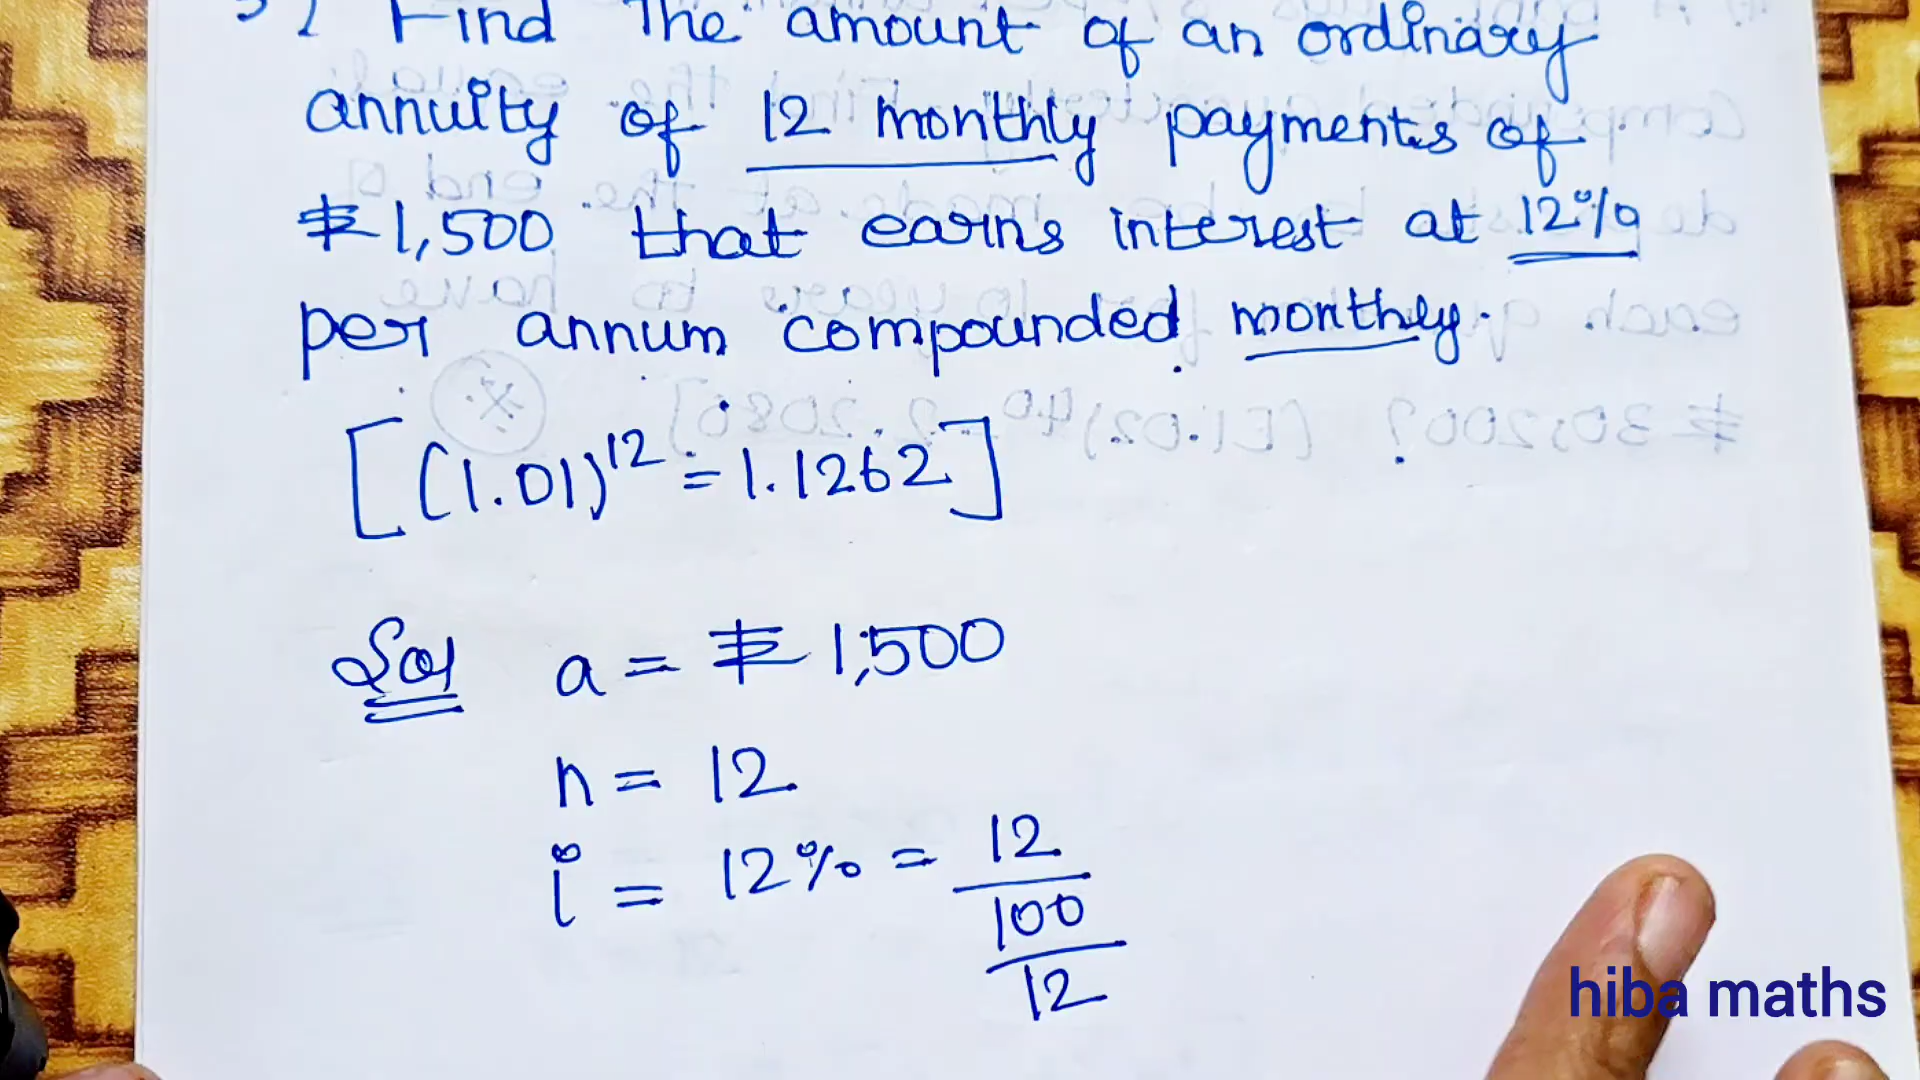 Find the amount of an ordinary
annuity of 12 monthly payments of
₹ 1,500 that earns interest at 12%
per annum compounded monthly.
[(1.01)^12 = 1.1262]
Sol a = ₹ 1,500
n = 12
i = 12% = 12
100
12
hiba maths